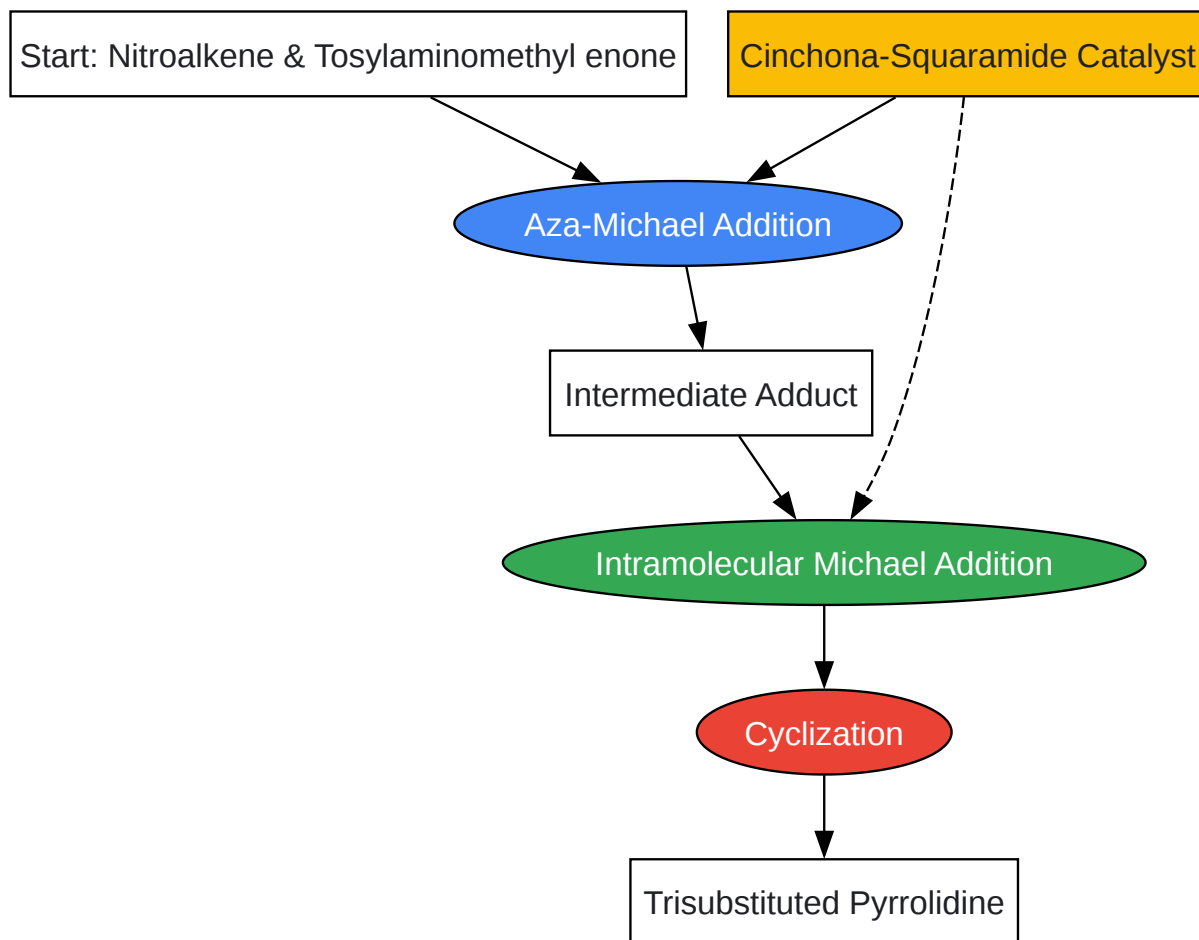 Start: Nitroalkene & Tosylaminomethyl enone
Cinchona-Squaramide Catalyst
Aza-Michael Addition
Intermediate Adduct
Intramolecular Michael Addition
Cyclization
Trisubstituted Pyrrolidine